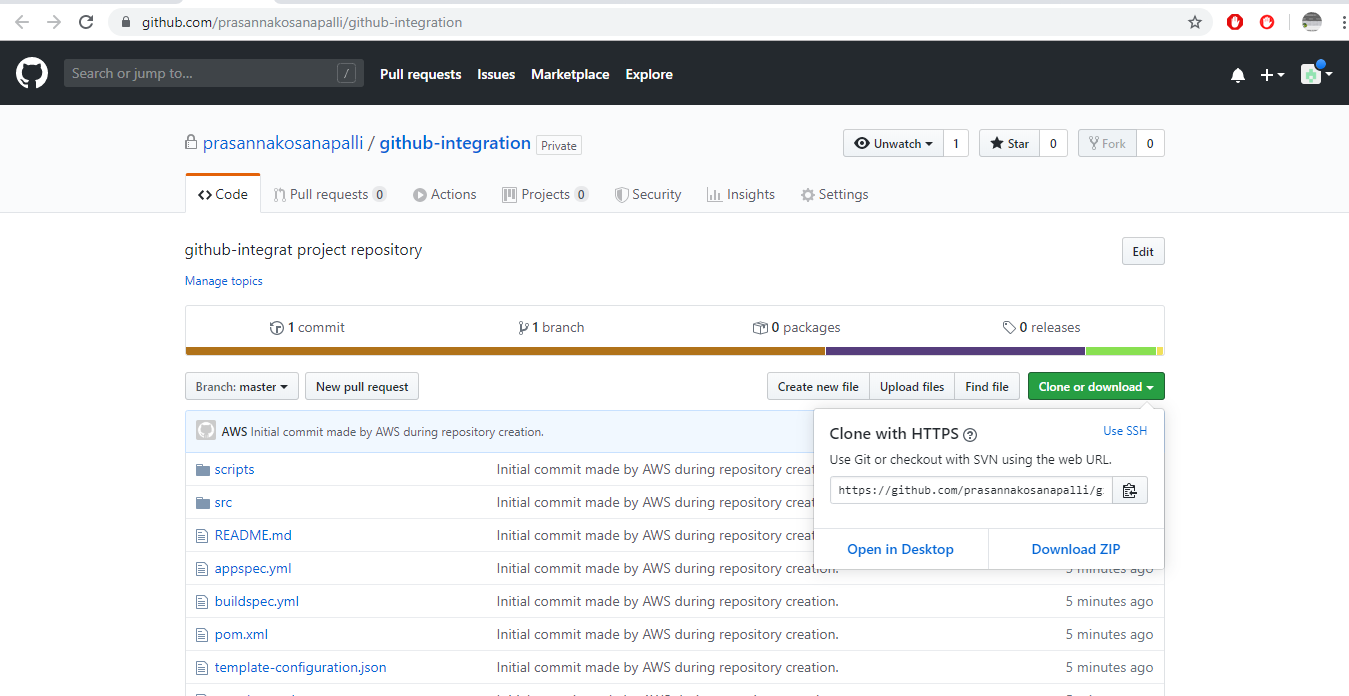 github.com/prasannakosanapalli/github-integration
Search or jump to... /
Pull requests Issues Marketplace Explore
prasannakosanapalli / github-integration Private
Unwatch 1 Star 0 Fork 0
Code Pull requests 0 Actions Projects 0 Security Insights Settings
github-integrat project repository
Edit
Manage topics
1 commit 1 branch 0 packages 0 releases
Branch: master New pull request Create new file Upload files Find file Clone or download
AWS Initial commit made by AWS during repository creation.
Clone with HTTPS ? Use SSH
Use Git or checkout with SVN using the web URL.
https://github.com/prasannakosanapalli/g
Open in Desktop Download ZIP
scripts Initial commit made by AWS during repository creat
src Initial commit made by AWS during repository creat
README.md Initial commit made by AWS during repository creat
appspec.yml Initial commit made by AWS during repository creation. 5 minutes ago
buildspec.yml Initial commit made by AWS during repository creation. 5 minutes ago
pom.xml Initial commit made by AWS during repository creation. 5 minutes ago
template-configuration.json Initial commit made by AWS during repository creation. 5 minutes ago